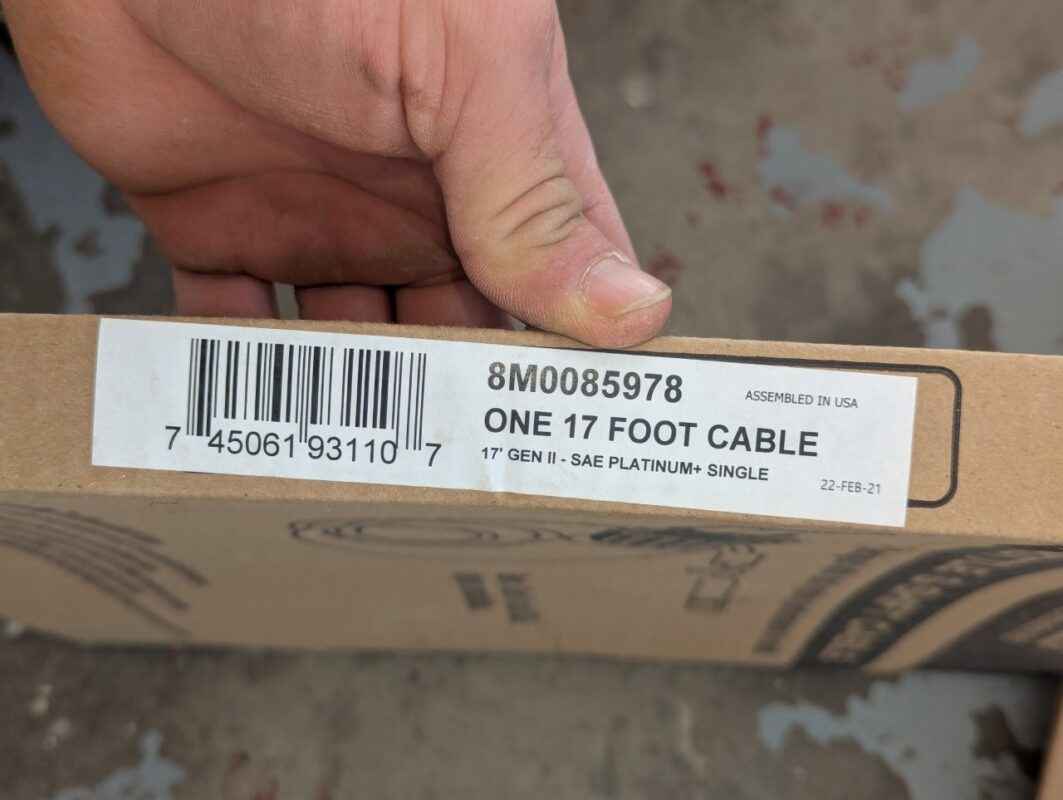 8M0085978
ASSEMBLED IN USA
ONE 17 FOOT CABLE
17' GEN II - SAE PLATINUM+ SINGLE
22-FEB-21
7 45061 93110 7